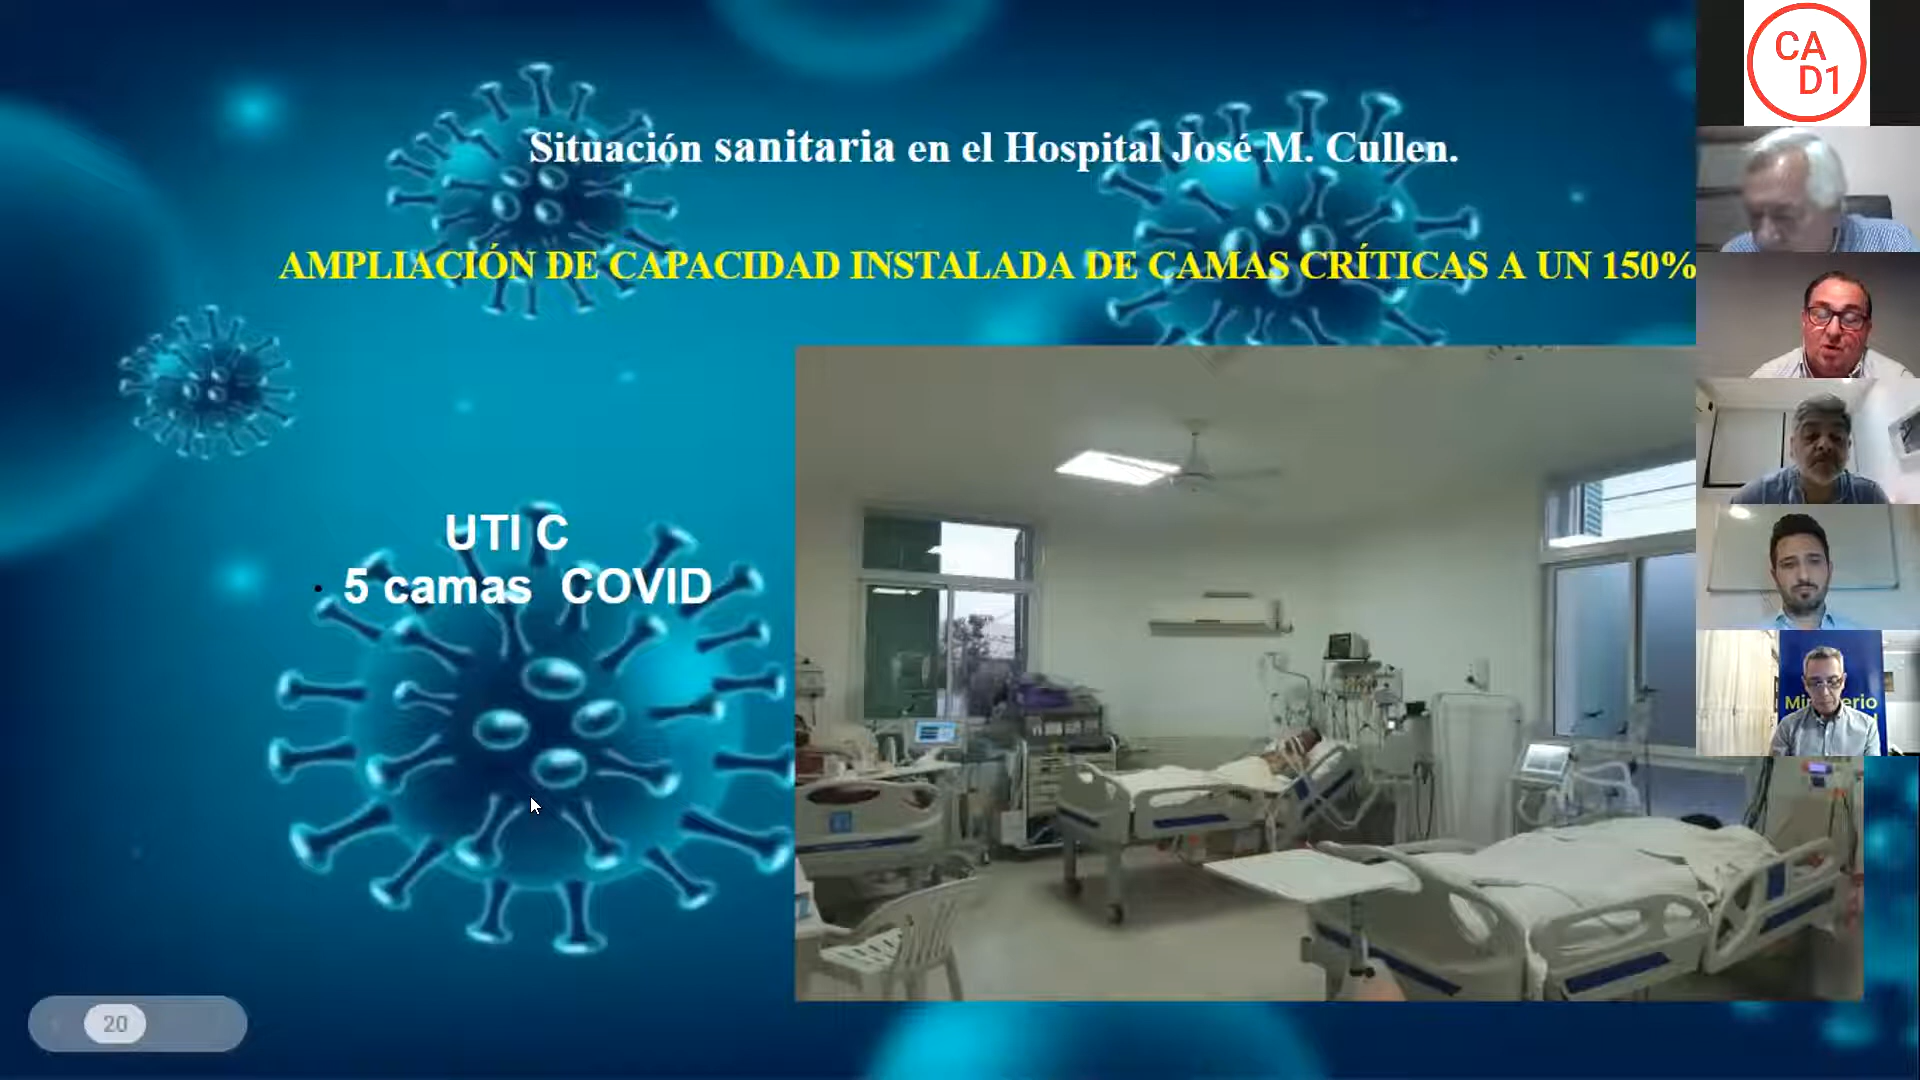 Situación sanitaria en el Hospital José M. Cullen.
AMPLIACIÓN DE CAPACIDAD INSTALADA DE CAMAS CRÍTICAS A UN 150%
UTI C
• 5 camas COVID
20
CA
D1